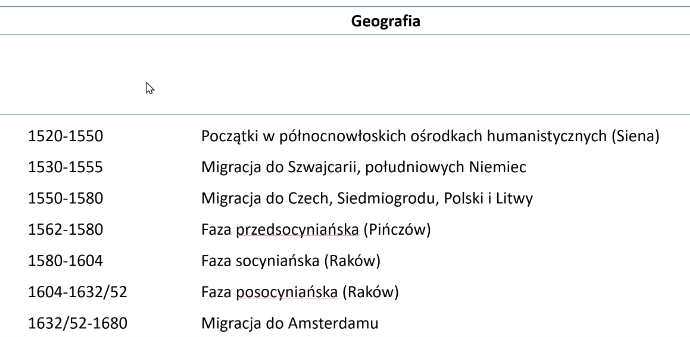 Geografia
1520-1550 Początki w północnowłoskich ośrodkach humanistycznych (Siena)
1530-1555 Migracja do Szwajcarii, południowych Niemiec
1550-1580 Migracja do Czech, Siedmiogrodu, Polski i Litwy
1562-1580 Faza przedsocyniańska (Pińczów)
1580-1604 Faza socyniańska (Raków)
1604-1632/52 Faza posocyniańska (Raków)
1632/52-1680 Migracja do Amsterdamu